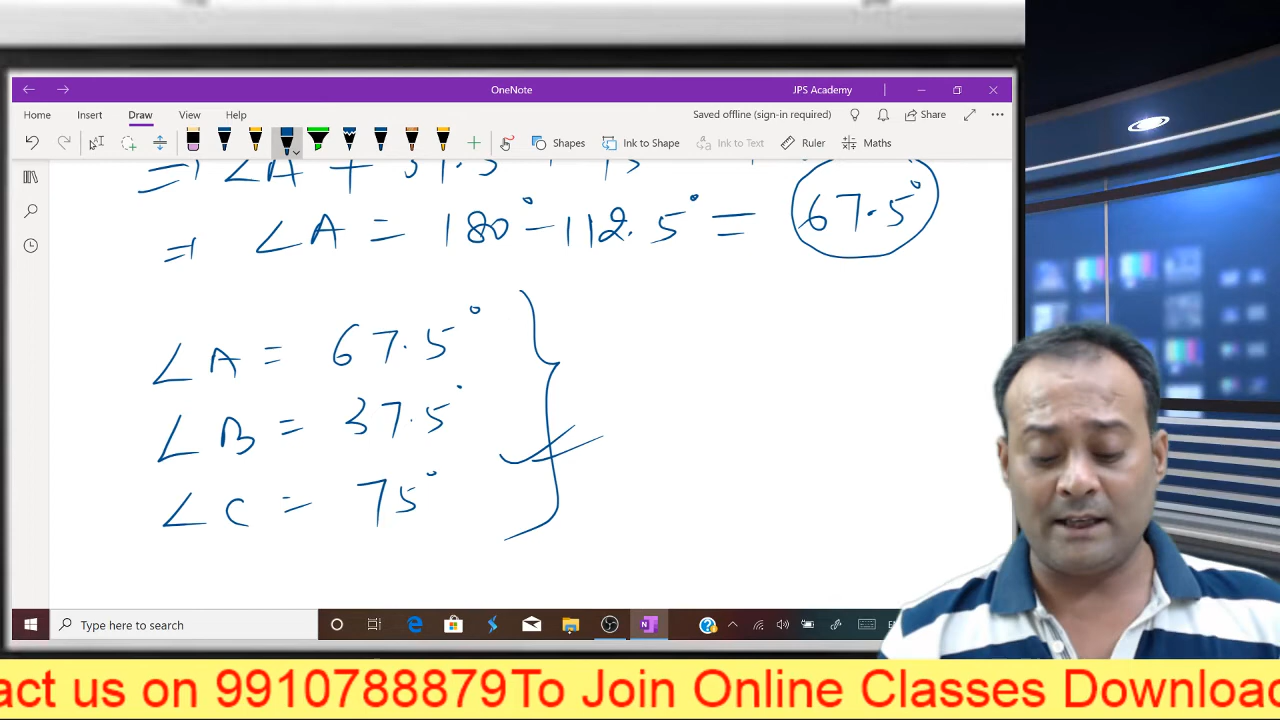 OneNote
JPS Academy
Home Insert Draw View Help
Saved offline (sign-in required)
Share
Shapes
Ink to Shape
Ink to Text
Ruler
Maths
=> ∠A + 37.5
=> ∠A = 180° - 112.5° = 67.5°
∠A = 67.5°
∠B = 37.5°
∠C = 75°
Type here to search
act us on 9910788879To Join Online Classes Download